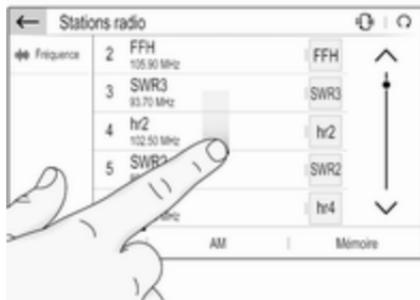 Stations radio
Fréquence
2 FFH FFH
105.90 MHz
3 SWR3 SWR3
93.70 MHz
4 hr2 hr2
102.50 MHz
5 SWR2 SWR2
MHz
hr4
AM Mémoire